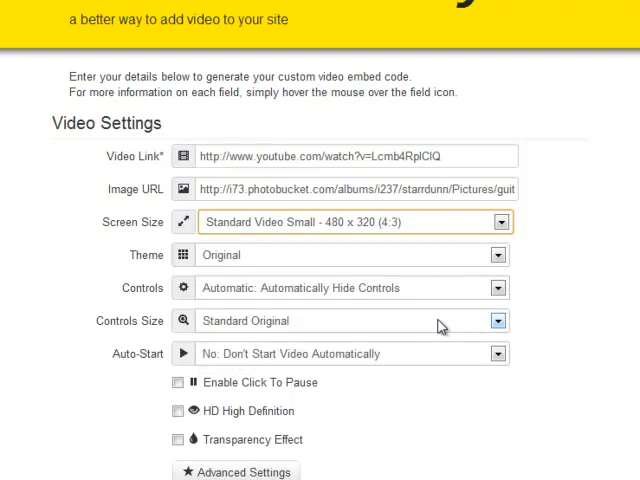 a better way to add video to your site
Enter your details below to generate your custom video embed code.
For more information on each field, simply hover the mouse over the field icon.
Video Settings
Video Link* http://www.youtube.com/watch?v=Lcmb4RplClQ
Image URL http://i73.photobucket.com/albums/i237/starrdunn/Pictures/guit
Screen Size Standard Video Small - 480 x 320 (4:3)
Theme Original
Controls Automatic: Automatically Hide Controls
Controls Size Standard Original
Auto-Start No: Don't Start Video Automatically
Enable Click To Pause
HD High Definition
Transparency Effect
Advanced Settings